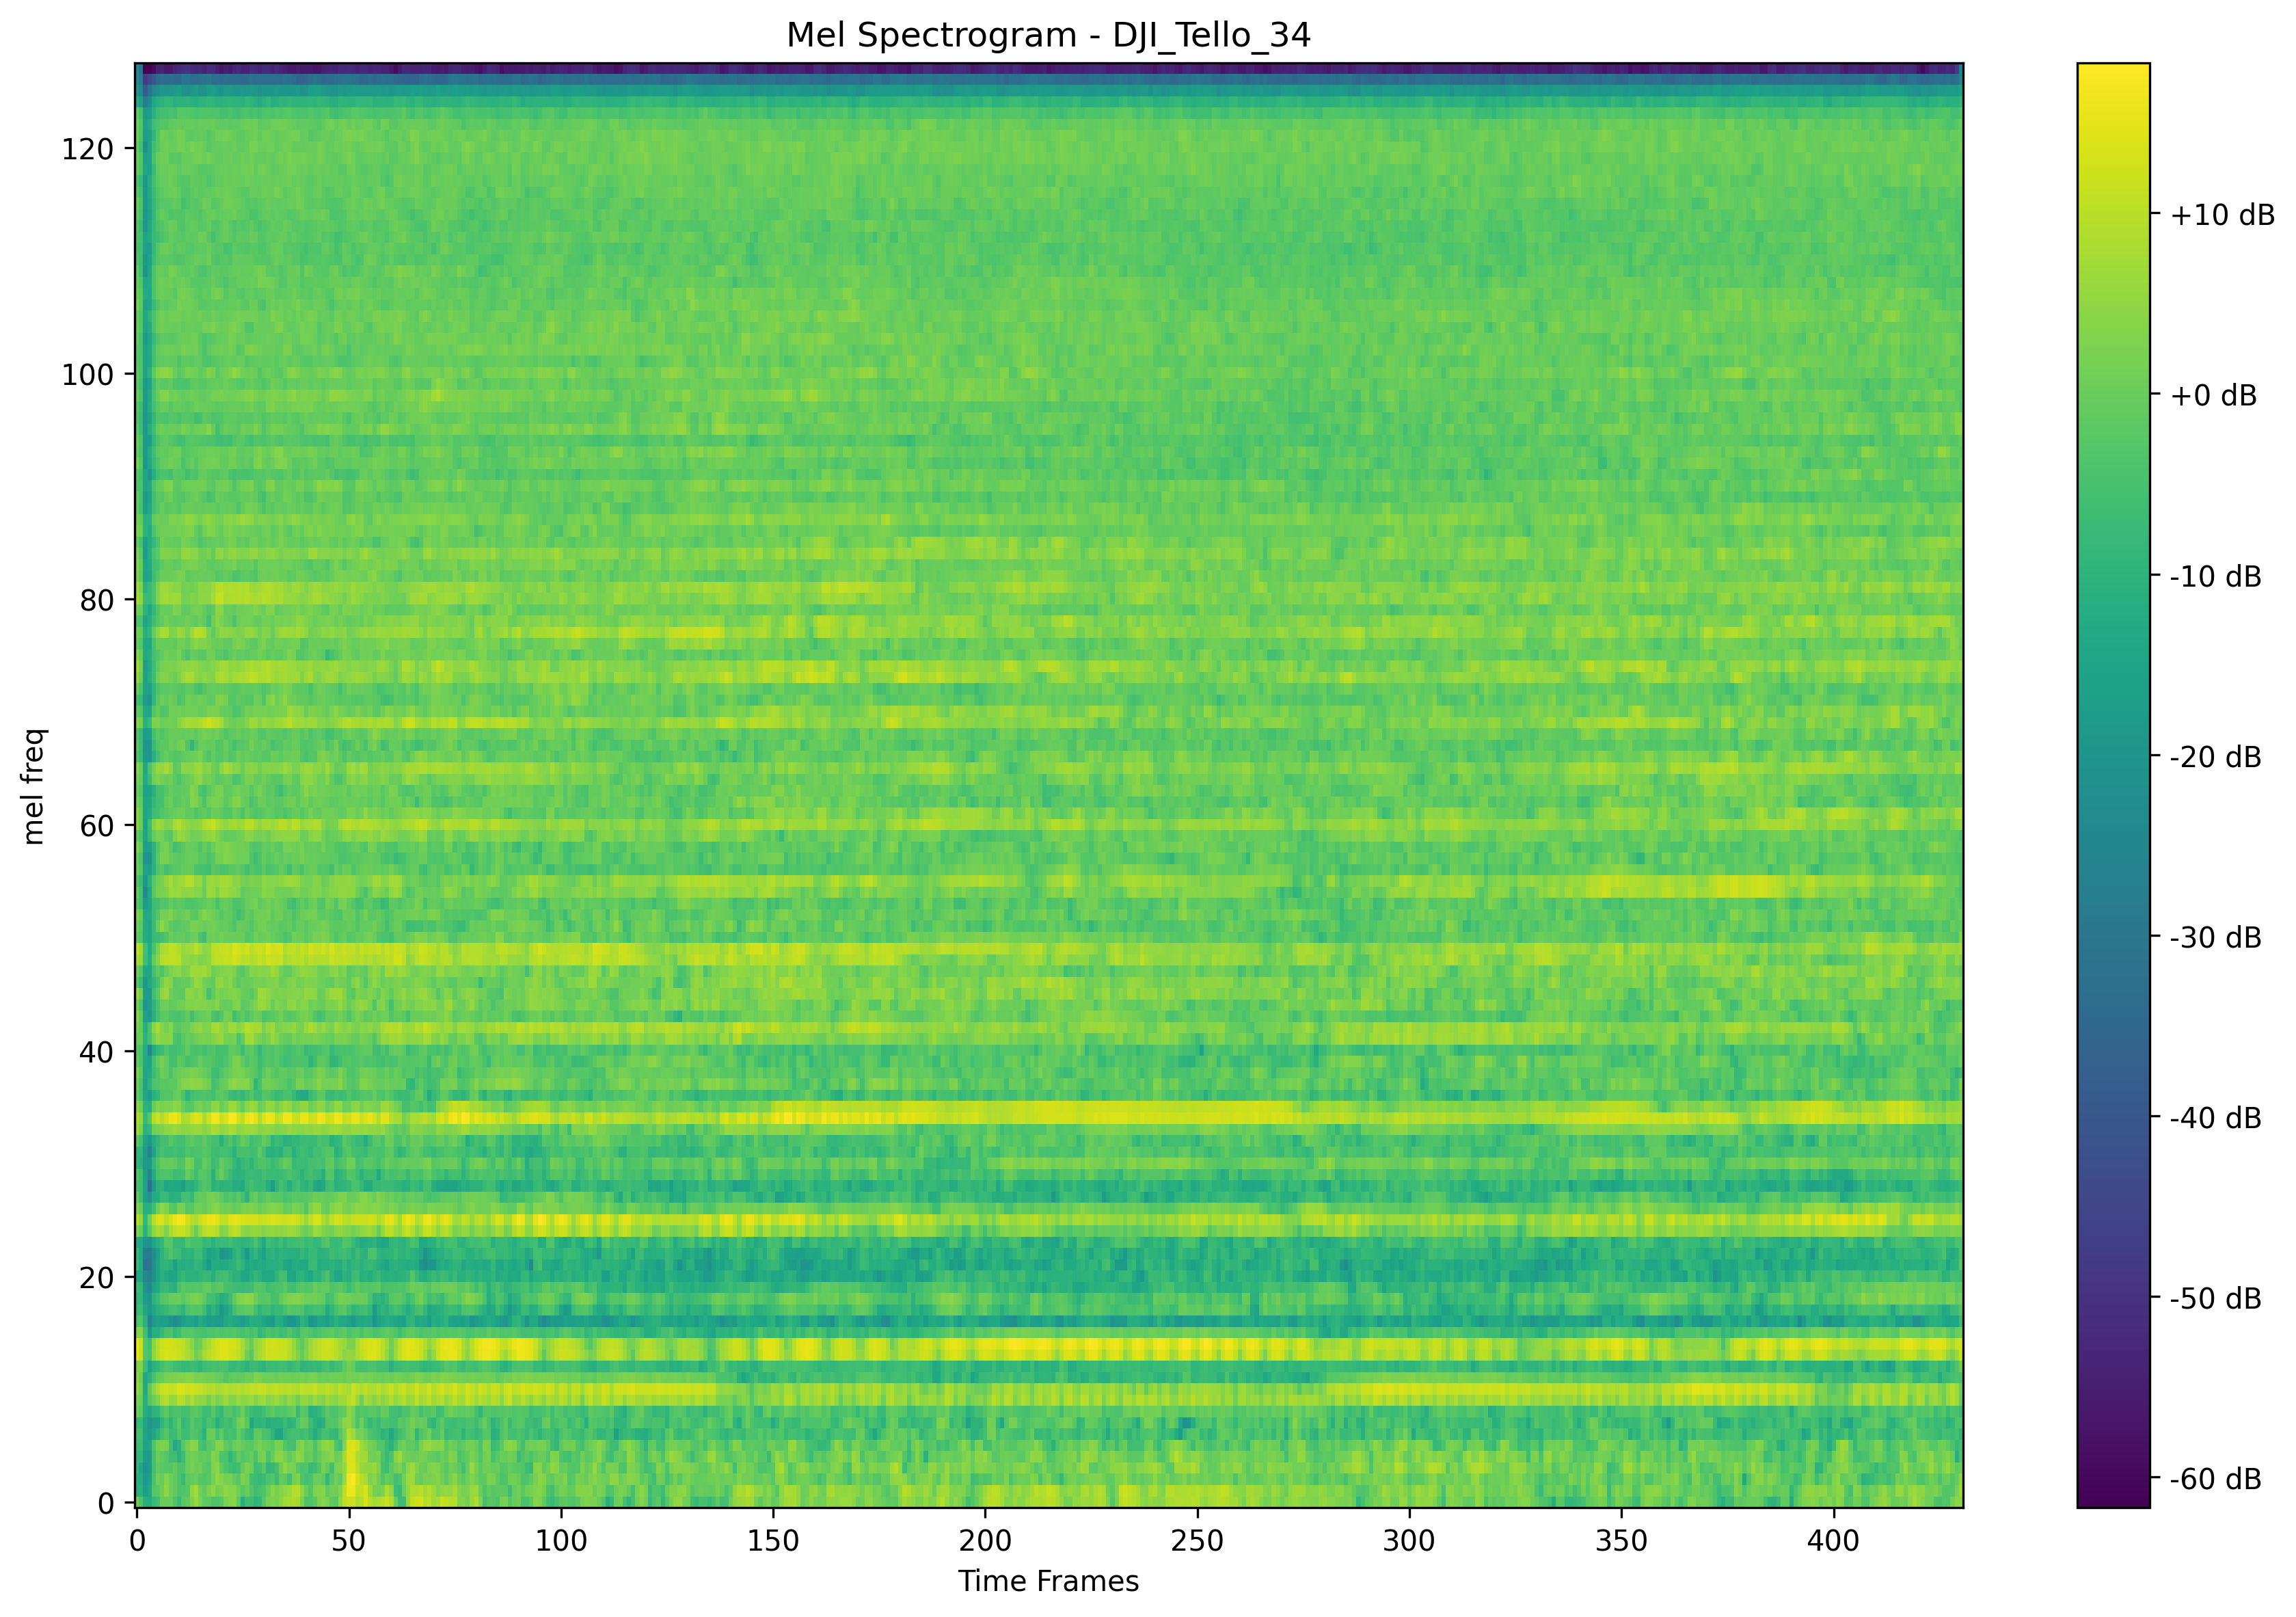 Mel Spectrogram - DJI_Tello_34
mel freq
120
100
80
60
40
20
0
0 50 100 150 200 250 300 350 400
Time Frames
+10 dB
+0 dB
-10 dB
-20 dB
-30 dB
-40 dB
-50 dB
-60 dB